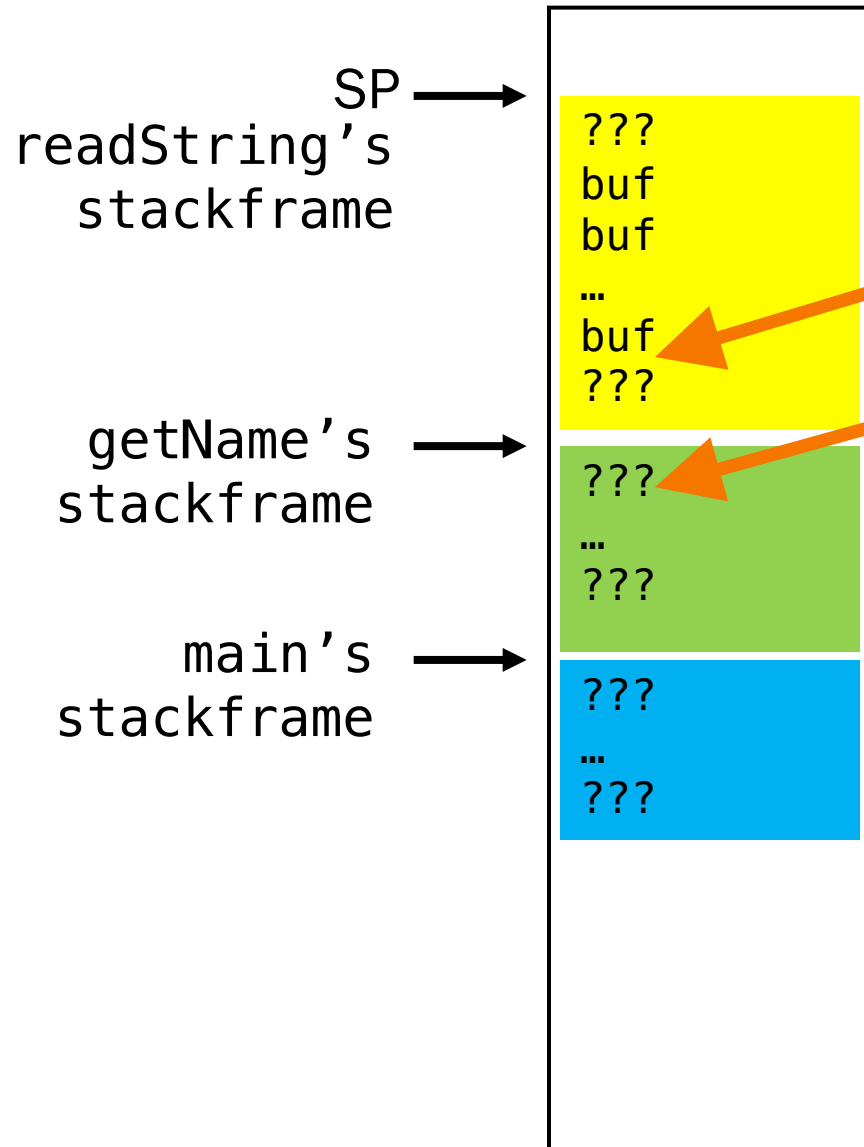 SP
readString’s
stackframe
???
buf
buf
…
buf
???
getName’s
stackframe
???
…
???
main’s
stackframe
???
…
???